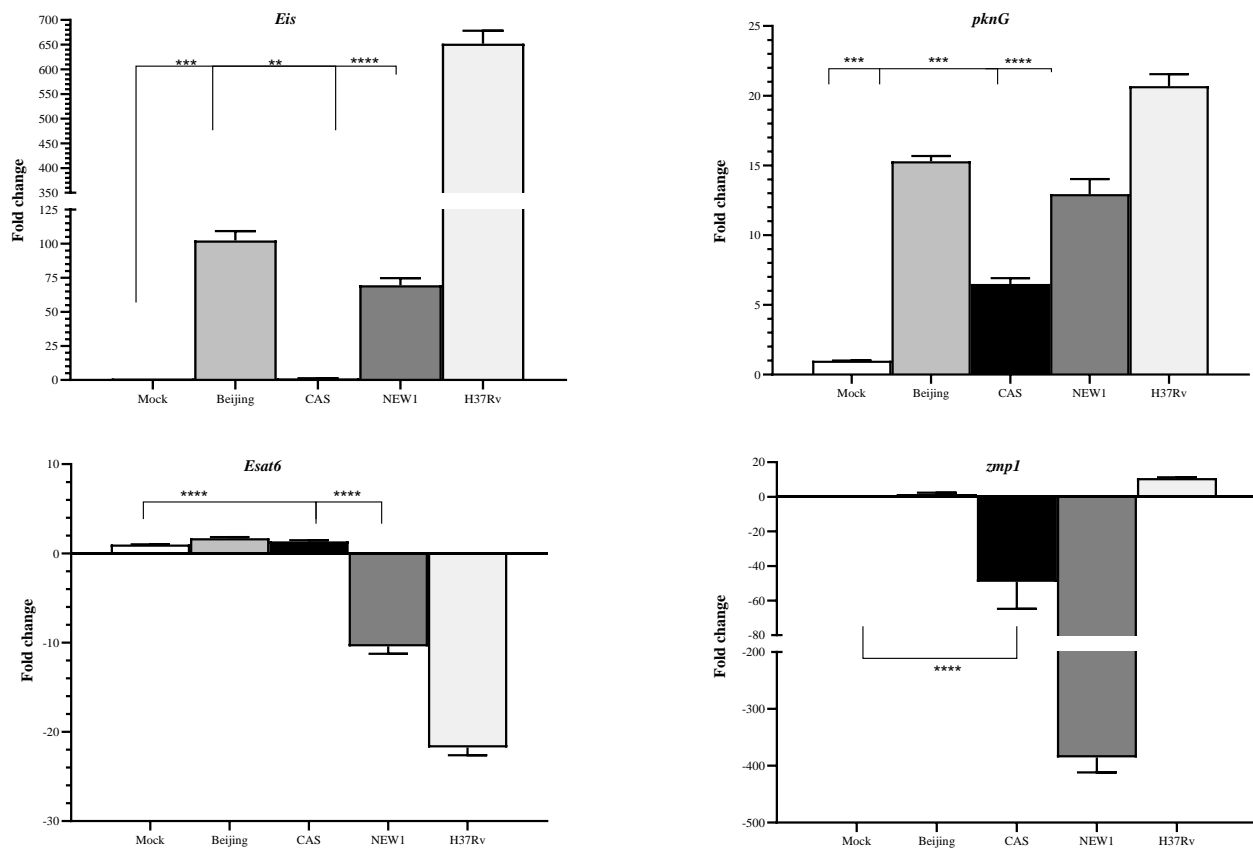 Eis
Fold change
700
650
600
550
500
450
400
350
125
100
75
50
25
0
*** ** ****
Mock Beijing CAS NEW1 H37Rv
pknG
Fold change
25
20
15
10
5
0
*** *** ****
Mock Beijing CAS NEW1 H37Rv
Esat6
Fold change
10
0
-10
-20
-30
**** ****
Mock Beijing CAS NEW1 H37Rv
zmp1
Fold change
20
0
-20
-40
-60
-80
-200
-300
-400
-500
****
Mock Beijing CAS NEW1 H37Rv